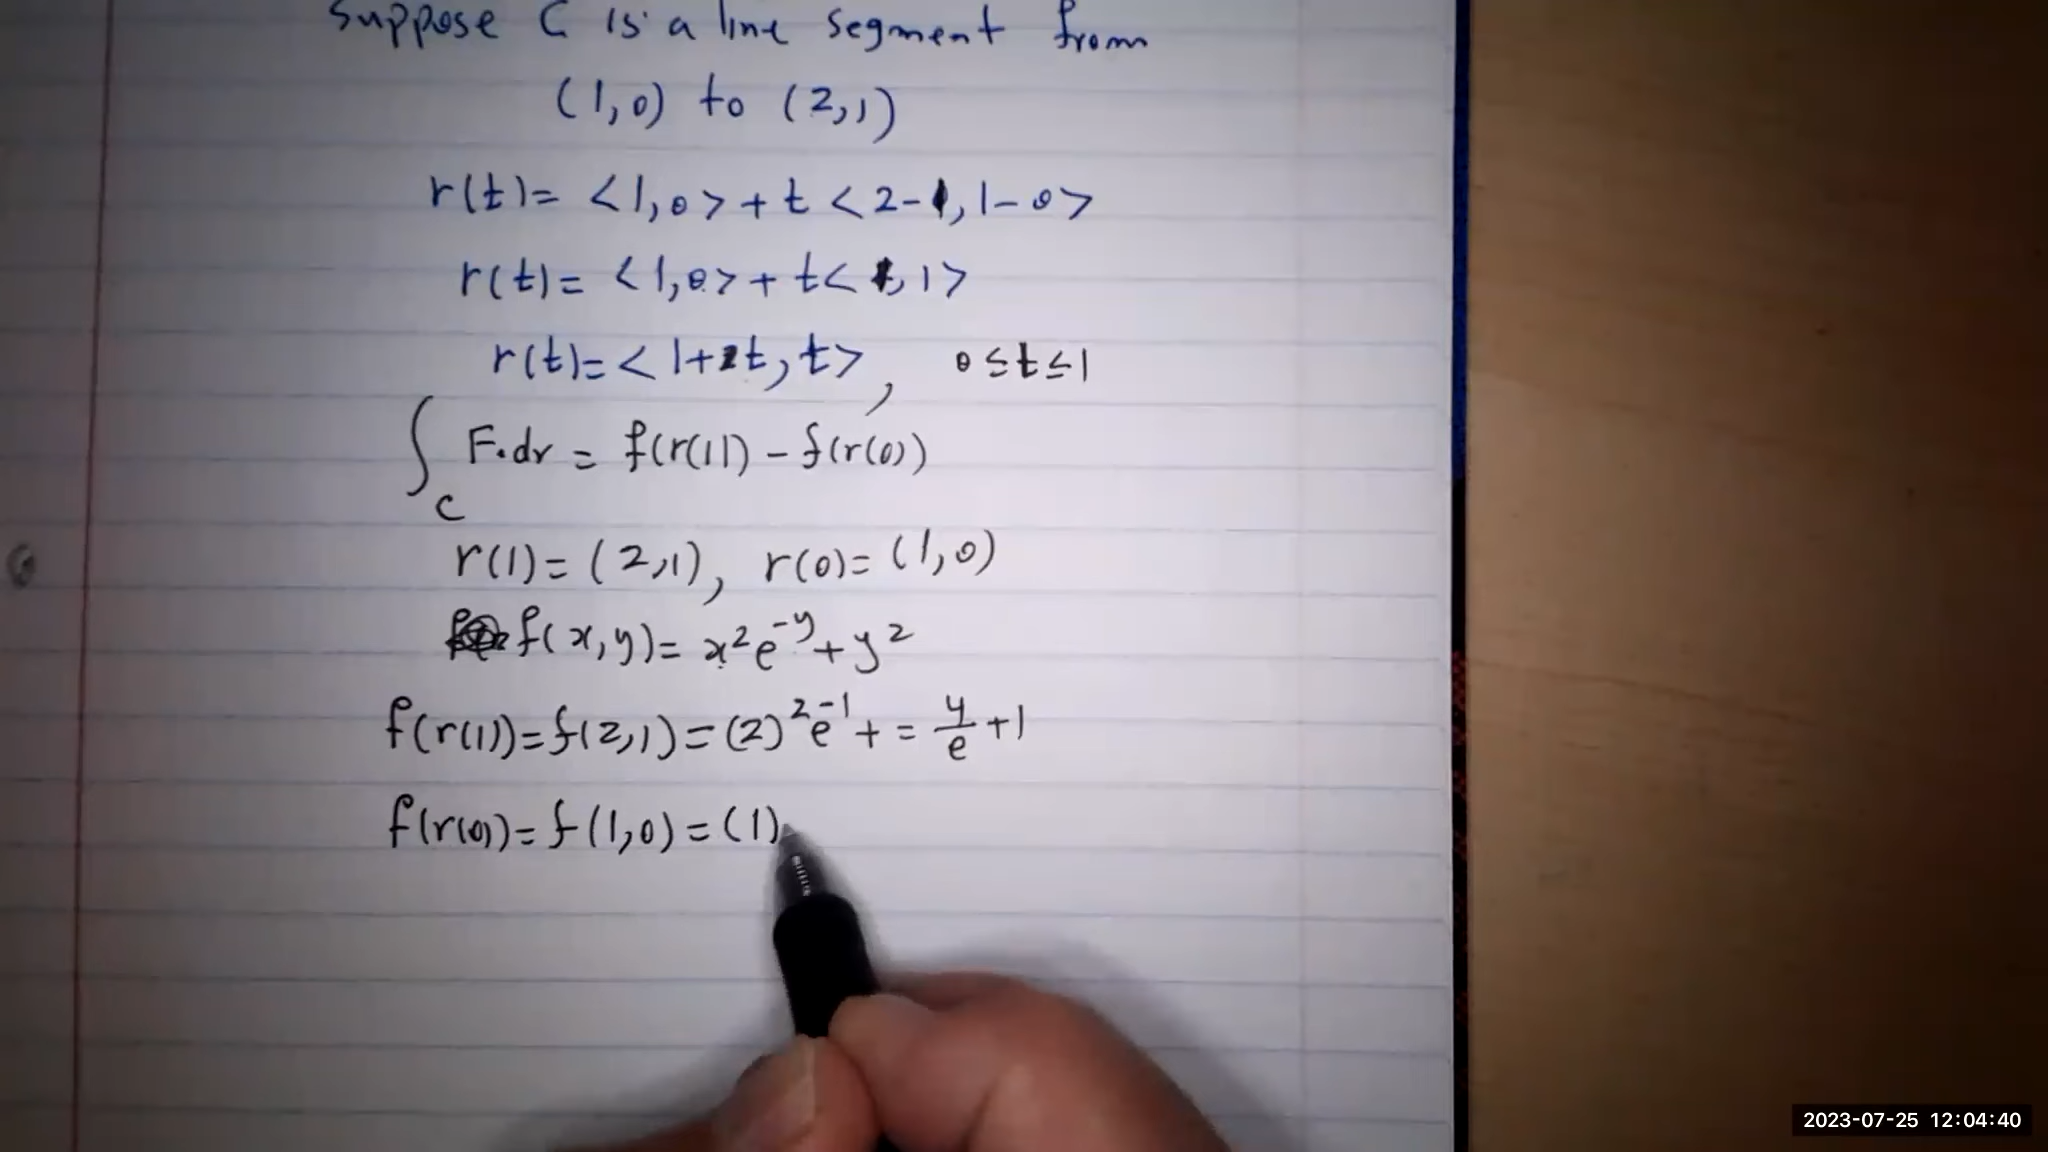 Suppose C is a line segment from
(1,0) to (2,1)
r(t)= <1,0> + t <2-1, 1-0>
r(t)= <1,0> + t<1, 1>
r(t)= <1+1t, t>, 0≤t≤1
∫_C F.dr = f(r(1)) - f(r(0))
r(1)= (2,1), r(0)= (1,0)
f(x,y)= x²e^-y + y²
f(r(1))=f(2,1)= (2)²e^-1 + = 4/e +1
f(r(0))= f(1,0)= (1)
2023-07-25 12:04:40